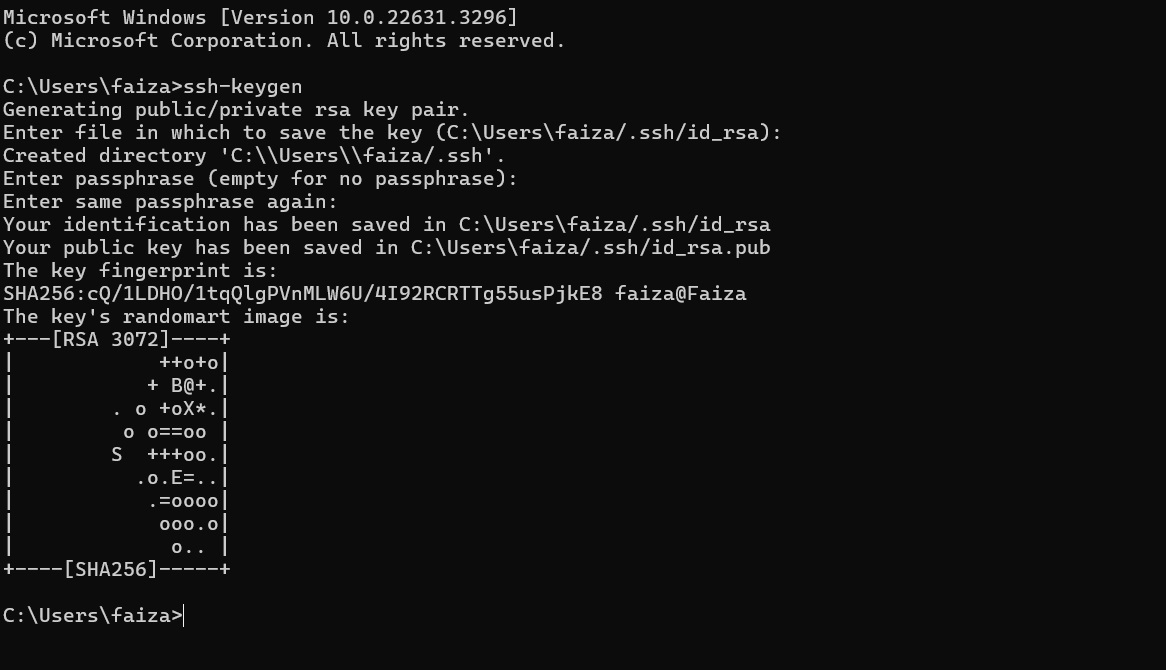 Microsoft Windows [Version 10.0.22631.3296]
(c) Microsoft Corporation. All rights reserved.

C:\Users\faiza>ssh-keygen
Generating public/private rsa key pair.
Enter file in which to save the key (C:\Users\faiza/.ssh/id_rsa):
Created directory 'C:\\Users\\faiza/.ssh'.
Enter passphrase (empty for no passphrase):
Enter same passphrase again:
Your identification has been saved in C:\Users\faiza/.ssh/id_rsa
Your public key has been saved in C:\Users\faiza/.ssh/id_rsa.pub
The key fingerprint is:
SHA256:cQ/1LDHO/1tqQlgPVnMLW6U/4I92RCRTTg55usPjkE8 faiza@Faiza
The key's randomart image is:
+---[RSA 3072]----+
|            ++o+o|
|           + B@+.|
|        . o +oX*.|
|         o o==oo |
|        S  +++oo.|
|          .o.E=..|
|           .=oooo|
|            ooo.o|
|             o.. |
+----[SHA256]-----+

C:\Users\faiza>